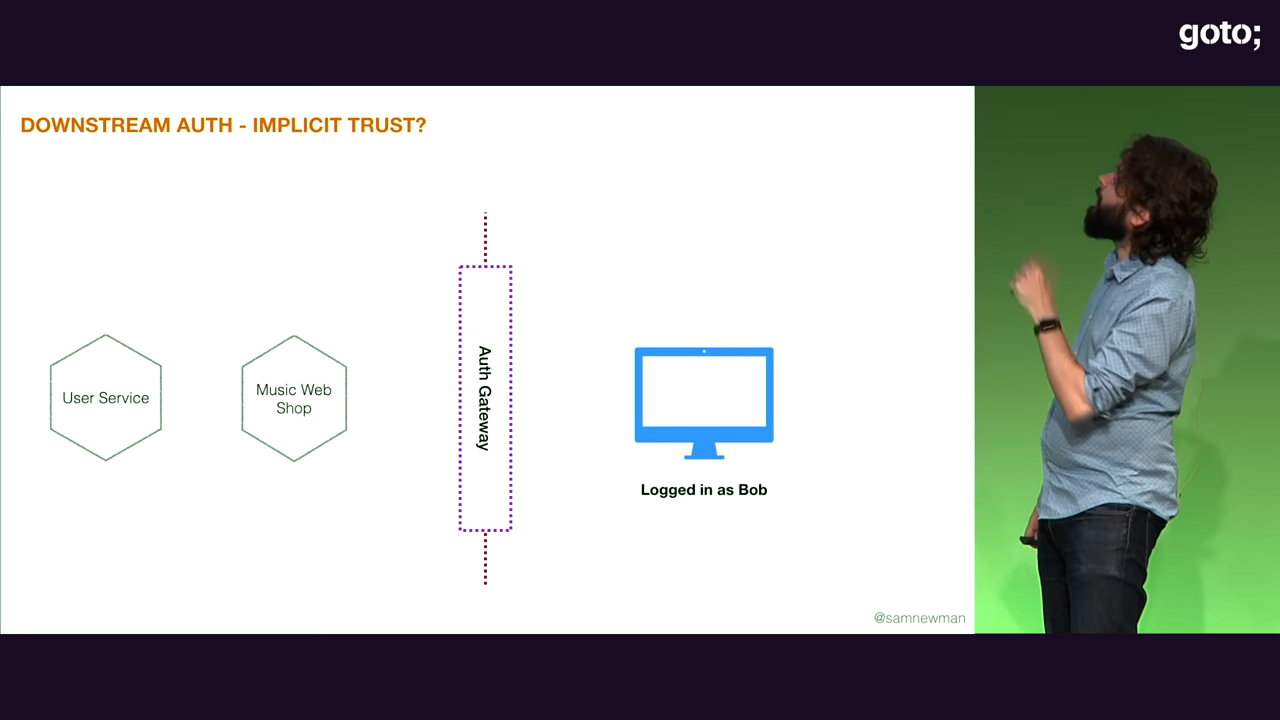 goto;
DOWNSTREAM AUTH - IMPLICIT TRUST?
User Service
Music Web
Shop
Auth Gateway
Logged in as Bob
@samnewman